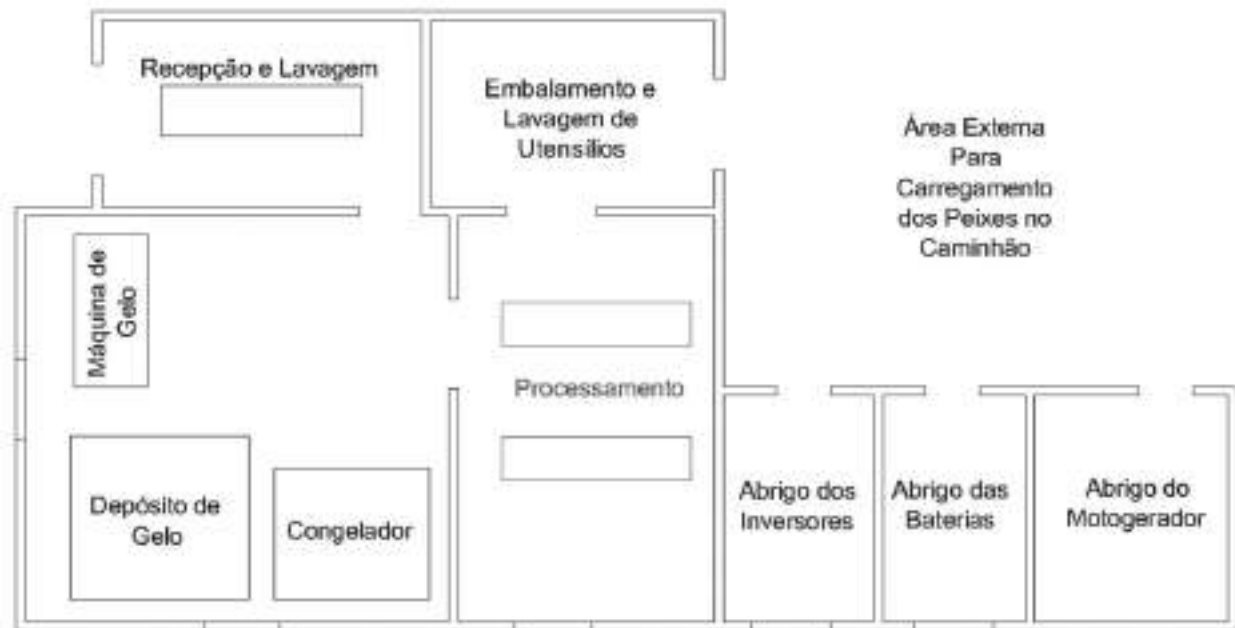 Recepção e Lavagem
Embalamento e
Lavagem de
Utensílios
Área Externa
Para
Carregamento
dos Peixes no
Caminhão
Máquina de
Gelo
Processamento
Depósito de
Gelo
Congelador
Abrigo dos
Inversores
Abrigo das
Baterias
Abrigo do
Motogerador